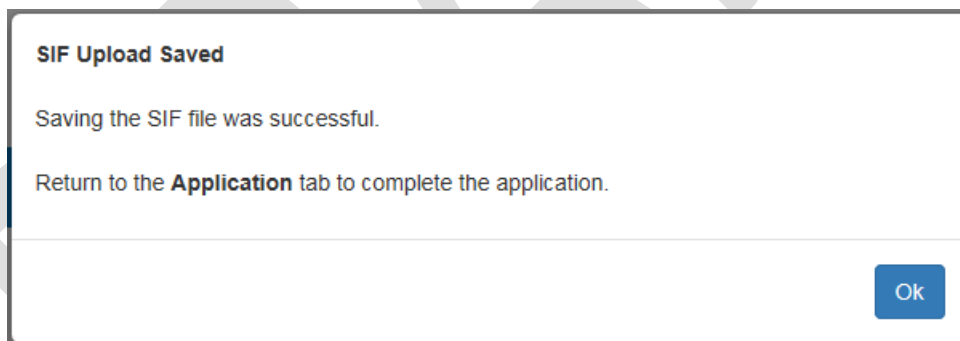 SIF Upload Saved
Saving the SIF file was successful.
Return to the Application tab to complete the application.
Ok